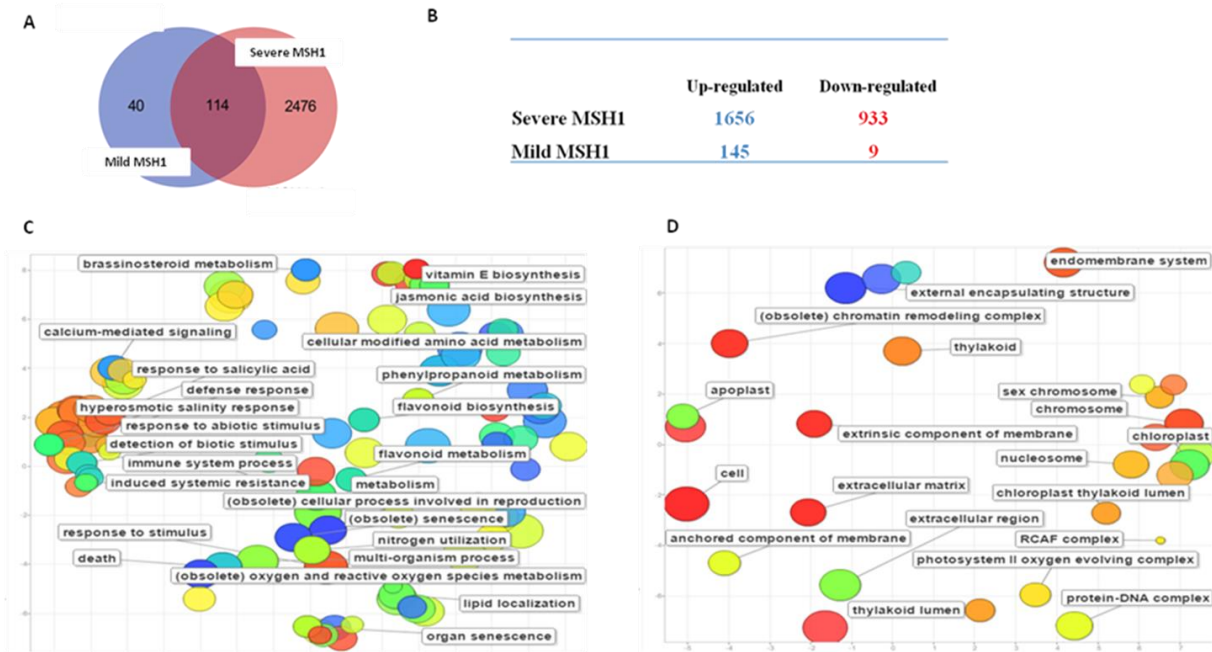 A
B
Severe MSH1
40
114
2476
Mild MSH1
Up-regulated Down-regulated
Severe MSH1 1656 933
Mild MSH1 145 9
C
brassinosteroid metabolism
vitamin E biosynthesis
jasmonic acid biosynthesis
calcium-mediated signaling
cellular modified amino acid metabolism
response to salicylic acid
phenylpropanoid metabolism
defense response
hyperosmotic salinity response
flavonoid biosynthesis
response to abiotic stimulus
detection of biotic stimulus
flavonoid metabolism
immune system process
induced systemic resistance
metabolism
(obsolete) cellular process involved in reproduction
(obsolete) senescence
response to stimulus
nitrogen utilization
death
multi-organism process
(obsolete) oxygen and reactive oxygen species metabolism
lipid localization
organ senescence
D
endomembrane system
external encapsulating structure
(obsolete) chromatin remodeling complex
thylakoid
apoplast
sex chromosome
chromosome
extrinsic component of membrane
chloroplast
nucleosome
cell
extracellular matrix
chloroplast thylakoid lumen
extracellular region
anchored component of membrane
RCAF complex
photosystem II oxygen evolving complex
thylakoid lumen
protein-DNA complex